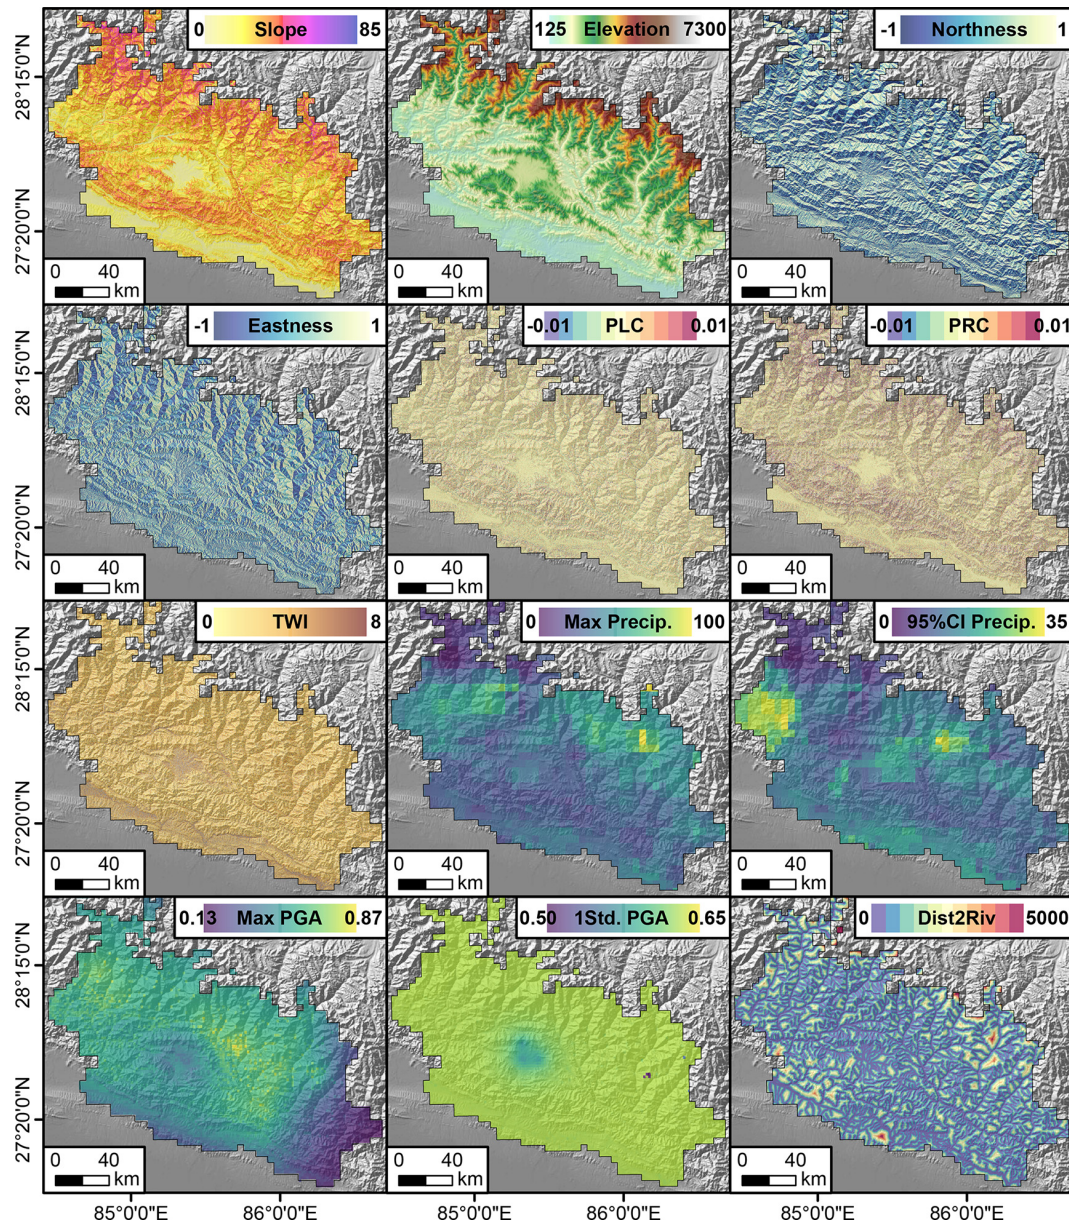 0 Slope 85
125 Elevation 7300
-1 Northness 1
28°15'0"N
27°20'0"N
0 40
km
0 40
km
0 40
km
-1 Eastness 1
-0.01 PLC 0.01
-0.01 PRC 0.01
28°15'0"N
27°20'0"N
0 40
km
0 40
km
0 40
km
0 TWI 8
0 Max Precip. 100
0 95%CI Precip. 35
28°15'0"N
27°20'0"N
0 40
km
0 40
km
0 40
km
0.13 Max PGA 0.87
0.50 1Std. PGA 0.65
0 Dist2Riv 5000
28°15'0"N
27°20'0"N
0 40
km
0 40
km
0 40
km
85°0'0"E 86°0'0"E
85°0'0"E 86°0'0"E
85°0'0"E 86°0'0"E